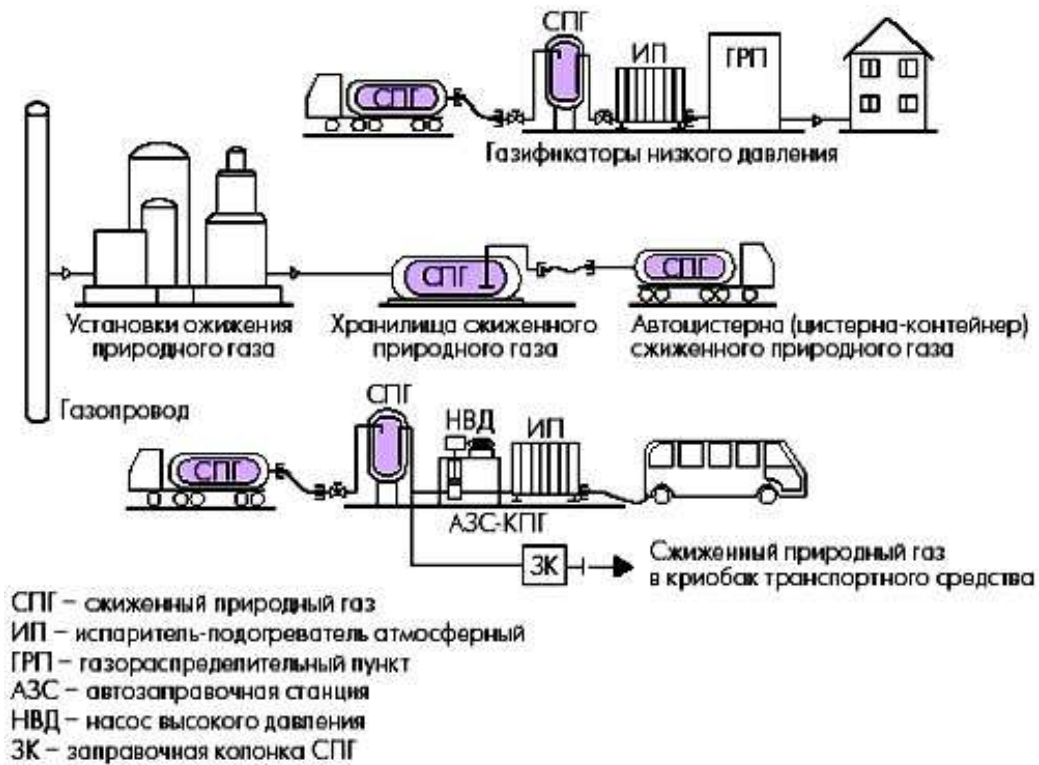 СПГ
СПГ
ИП
ГРП
Газификаторы низкого давления
СПГ
СПГ
Установки ожижения
природного газа
Хранилища сжиженного
природного газа
Автоцистерна (цистерна-контейнер)
сжиженного природного газа
Газопровод
СПГ
СПГ
НВД
ИП
АЗС-КПГ
ЗК
Сжиженный природный газ
в криобак транспортного средства
СПГ – сжиженный природный газ
ИП – испаритель-подогреватель атмосферный
ГРП – газораспределительный пункт
АЗС – автозаправочная станция
НВД – насос высокого давления
ЗК – заправочная колонка СПГ